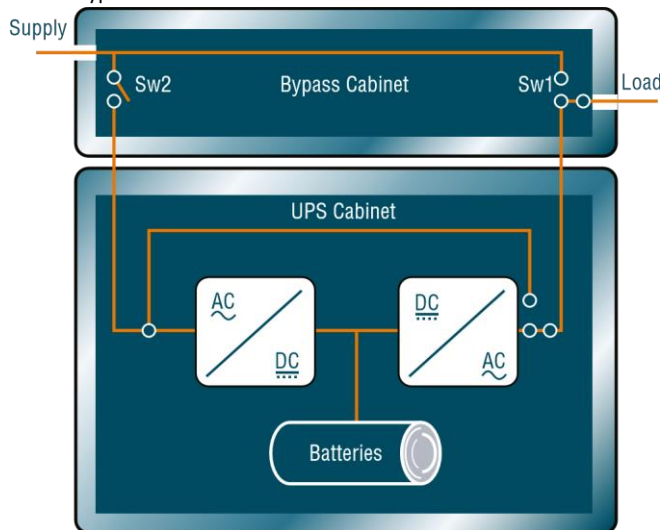 Supply
Sw2
Bypass Cabinet
Sw1
Load
UPS Cabinet
AC
DC
DC
AC
Batteries